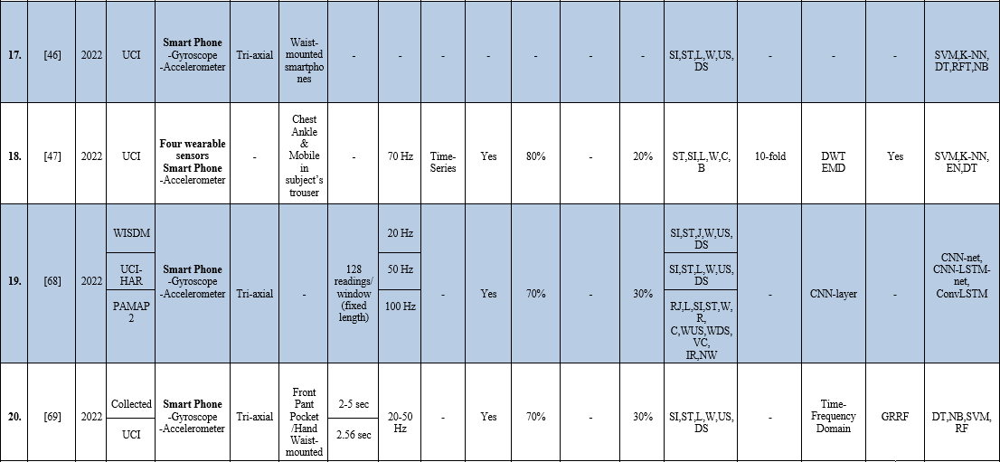 17. [46] 2022 UCI Smart Phone -Gyroscope -Accelerometer Tri-axial Waist- mounted smartpho nes - - - - - - - SI,ST,L,W,US, DS - - - SVM,K-NN, DT,RFT,NB
18. [47] 2022 UCI Four wearable sensors Smart Phone -Accelerometer - Chest Ankle & Mobile in subject's trouser - 70 Hz Time- Series Yes 80% - 20% ST,SI,L,W,C, B 10-fold DWT EMD Yes SVM,K-NN, EN,DT
19. [68] 2022 WISDM UCI- HAR PAMAP 2 Smart Phone -Gyroscope -Accelerometer Tri-axial - 128 readings/ window (fixed length) 20 Hz 50 Hz 100 Hz - Yes 70% - 30% SI,ST,J,W,US, DS SI,ST,L,W,US, DS RJ,L,SI,ST,W, R, C,WUS,WDS, VC, IR,NW - CNN-layer - CNN-net, CNN-LSTM- net, ConvLSTM
20. [69] 2022 Collected UCI Smart Phone -Gyroscope -Accelerometer Tri-axial Front Pant Pocket /Hand Waist- mounted 2-5 sec 2.56 sec 20-50 Hz - Yes 70% - 30% SI,ST,L,W,US, DS - Time- Frequency Domain GRRF DT,NB,SVM, RF